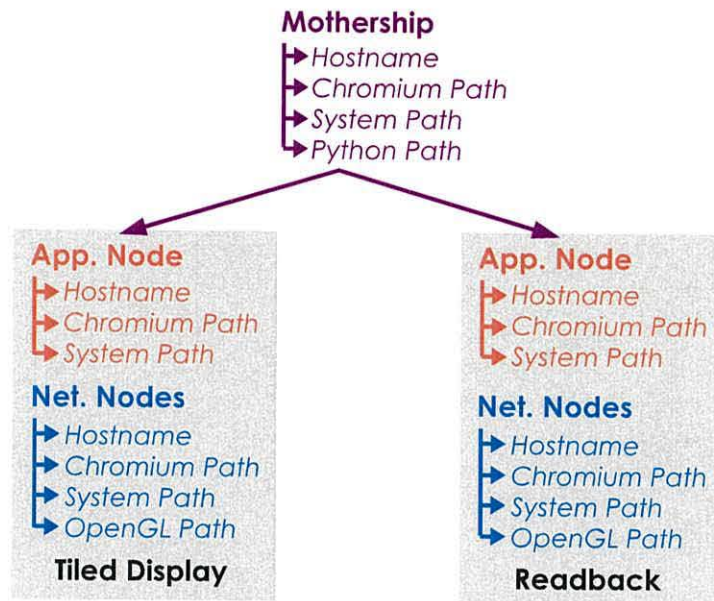 Mothership
Hostname
Chromium Path
System Path
Python Path
App. Node
Hostname
Chromium Path
System Path
Net. Nodes
Hostname
Chromium Path
System Path
OpenGL Path
Tiled Display
App. Node
Hostname
Chromium Path
System Path
Net. Nodes
Hostname
Chromium Path
System Path
OpenGL Path
Readback